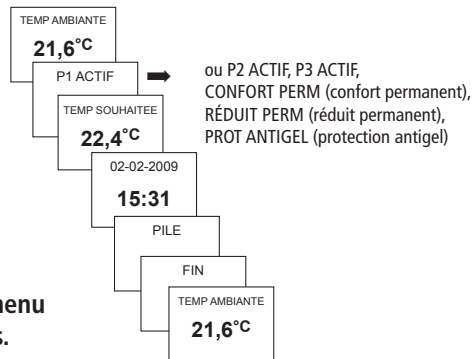 TEMP AMBIANTE
21,6°C
P1 ACTIF
ou P2 ACTIF, P3 ACTIF,
CONFORT PERM (confort permanent),
RÉDUIT PERM (réduit permanent),
PROT ANTIGEL (protection antigel)
TEMP SOUHAITEE
22,4°C
02-02-2009
15:31
PILE
FIN
TEMP AMBIANTE
21,6°C